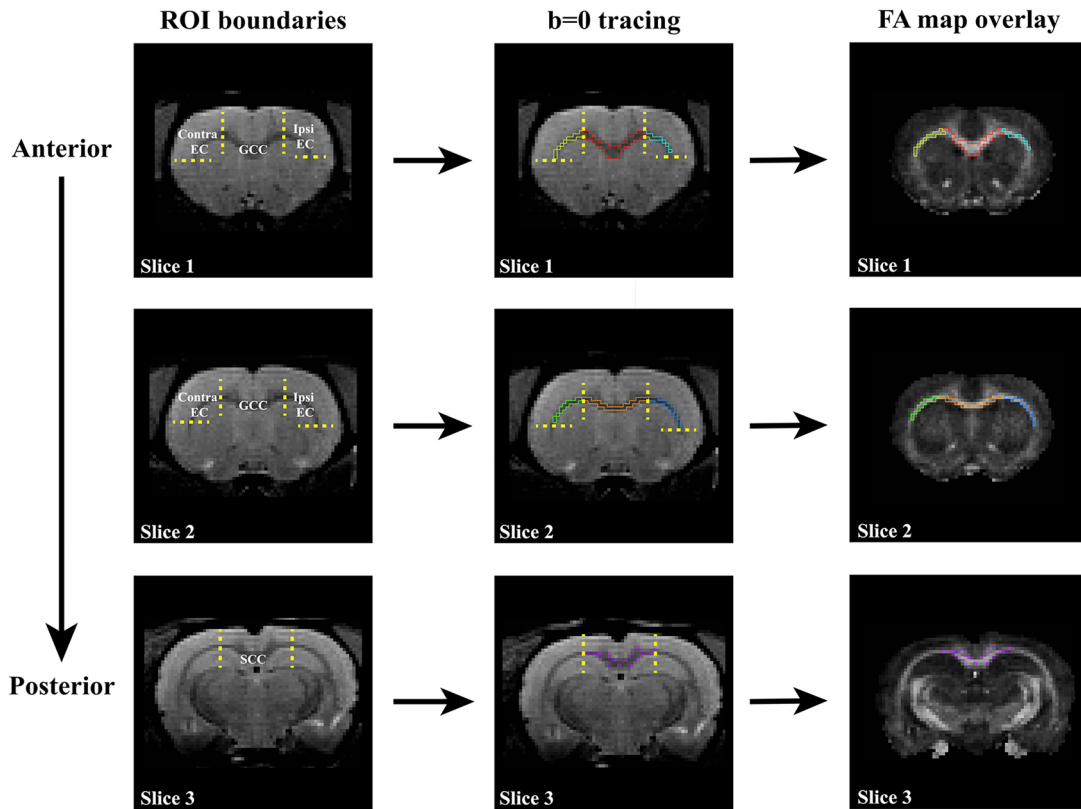 ROI boundaries
b=0 tracing
FA map overlay
Anterior
Contra
EC
GCC
Ipsi
EC
Slice 1
Slice 1
Slice 1
Contra
EC
GCC
Ipsi
EC
Slice 2
Slice 2
Slice 2
SCC
Posterior
Slice 3
Slice 3
Slice 3